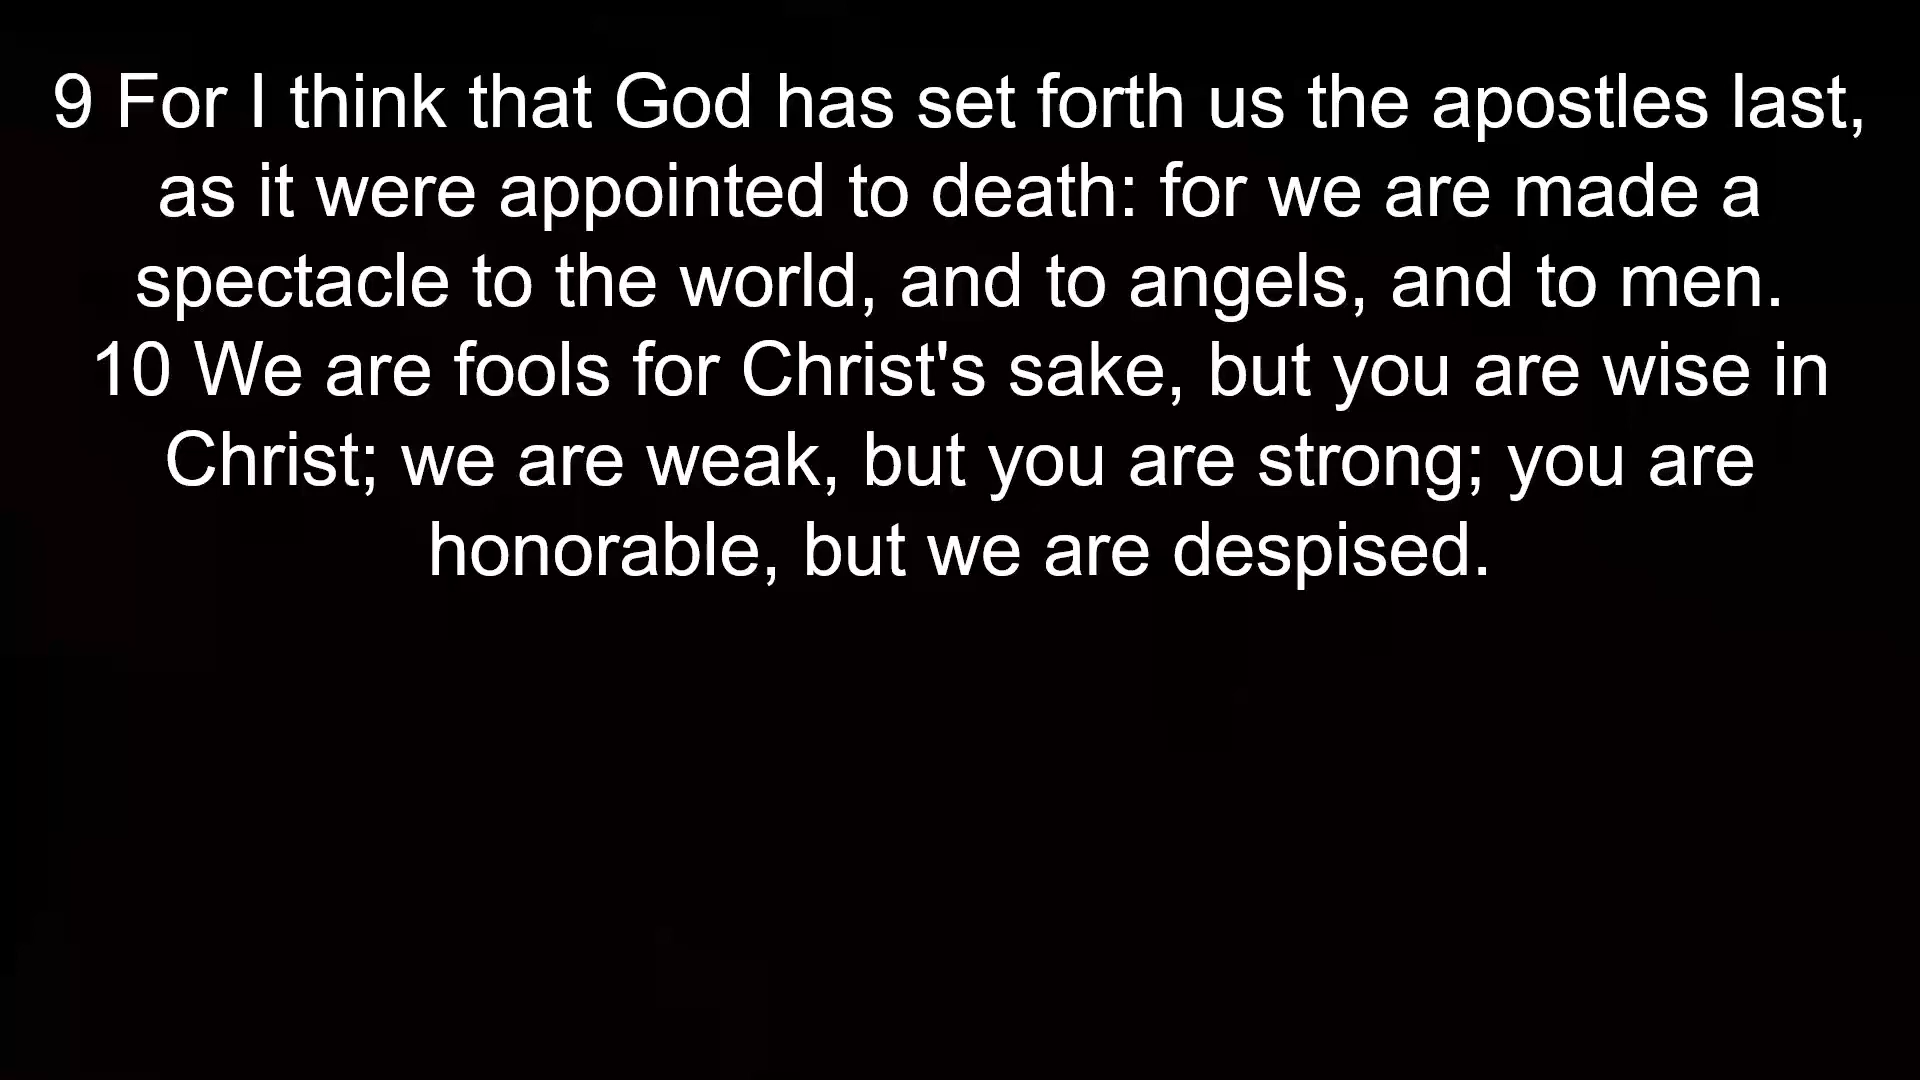 9 For I think that God has set forth us the apostles last,
as it were appointed to death: for we are made a
spectacle to the world, and to angels, and to men.
10 We are fools for Christ's sake, but you are wise in
Christ; we are weak, but you are strong; you are
honorable, but we are despised.